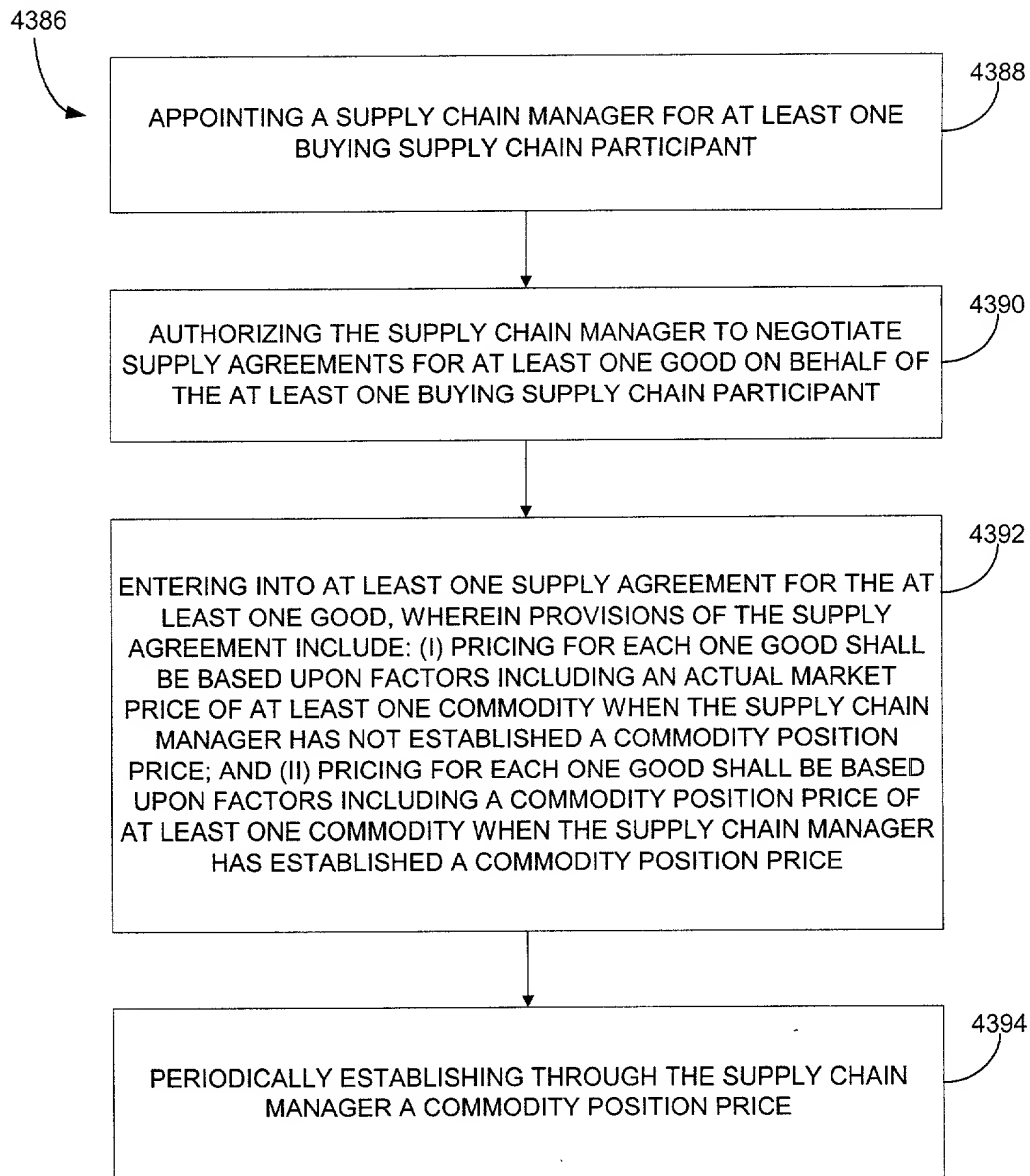 4386
4388
APPOINTING A SUPPLY CHAIN MANAGER FOR AT LEAST ONE
BUYING SUPPLY CHAIN PARTICIPANT
4390
AUTHORIZING THE SUPPLY CHAIN MANAGER TO NEGOTIATE
SUPPLY AGREEMENTS FOR AT LEAST ONE GOOD ON BEHALF OF
THE AT LEAST ONE BUYING SUPPLY CHAIN PARTICIPANT
4392
ENTERING INTO AT LEAST ONE SUPPLY AGREEMENT FOR THE AT
LEAST ONE GOOD, WHEREIN PROVISIONS OF THE SUPPLY
AGREEMENT INCLUDE: (I) PRICING FOR EACH ONE GOOD SHALL
BE BASED UPON FACTORS INCLUDING AN ACTUAL MARKET
PRICE OF AT LEAST ONE COMMODITY WHEN THE SUPPLY CHAIN
MANAGER HAS NOT ESTABLISHED A COMMODITY POSITION
PRICE; AND (II) PRICING FOR EACH ONE GOOD SHALL BE BASED
UPON FACTORS INCLUDING A COMMODITY POSITION PRICE OF
AT LEAST ONE COMMODITY WHEN THE SUPPLY CHAIN MANAGER
HAS ESTABLISHED A COMMODITY POSITION PRICE
4394
PERIODICALLY ESTABLISHING THROUGH THE SUPPLY CHAIN
MANAGER A COMMODITY POSITION PRICE